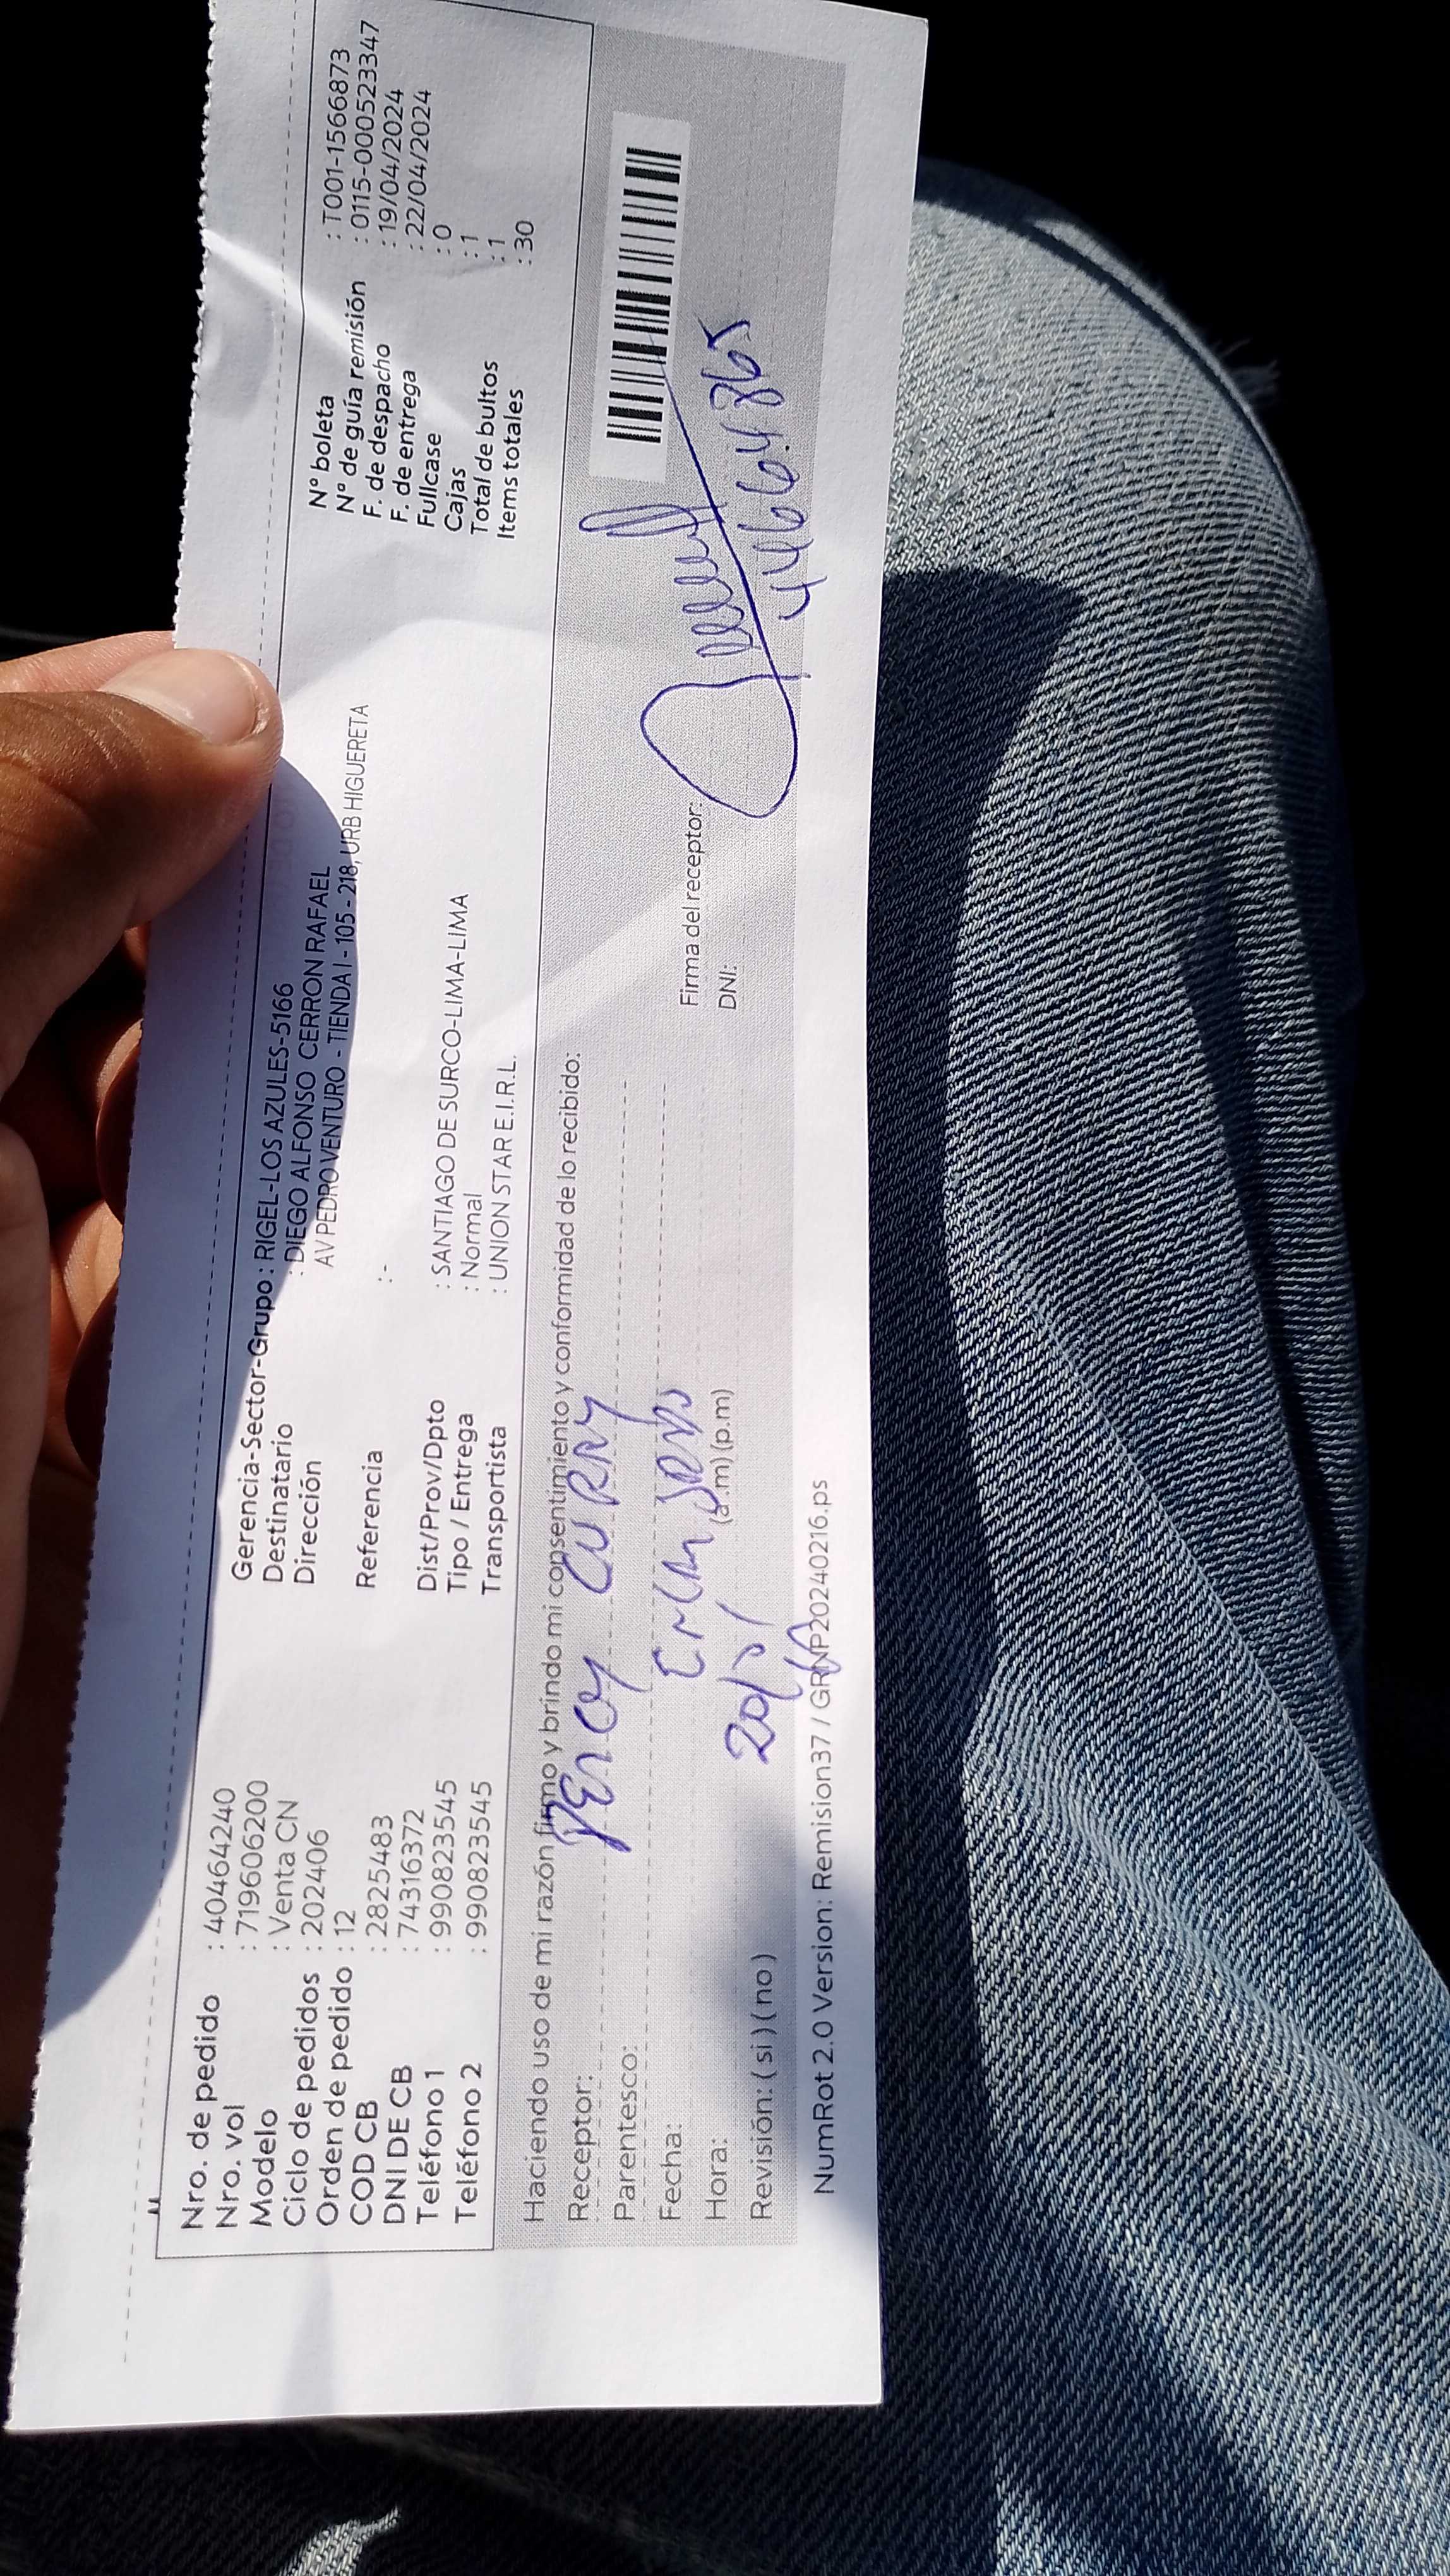 Nro. de pedido : 404644240
Nro. vol : 719606200
Modelo : Venta CN
Ciclo de pedidos : 202406
Orden de pedido : 12
COD CB : 2825483
DNI DE CB : 74316372
Teléfono 1 : 990823545
Teléfono 2 : 990823545
Gerencia-Sector-Grupo : RIGEL-LOS AZULES-5166
Destinatario : DIEGO ALFONSO CERRON RAFAEL
Dirección AV PEDRO VENTURO - TIENDA I - 105 - 218, URB HIGUERETA
Referencia : -
Dist/Prov/Dpto : SANTIAGO DE SURCO-LIMA-LIMA
Tipo / Entrega : Normal
Transportista : UNION STAR E.I.R.L.
N° boleta : T001-1566873
N° de guía remisión : 0115-000523347
F. de despacho : 19/04/2024
F. de entrega : 22/04/2024
Fullcase : 0
Cajas : 1
Total de bultos : 1
Items totales : 30
Haciendo uso de mi razón firmo y brindo mi consentimiento y conformidad de lo recibido:
Receptor: PERCY CURNY
Parentesco:
Fecha:
Hora: (a.m)(p.m)
Revisión: ( si ) ( no )
Firma del receptor:
DNI: 44664865
NumRot 2.0 Version: Remision37 / GRNP20240216.ps